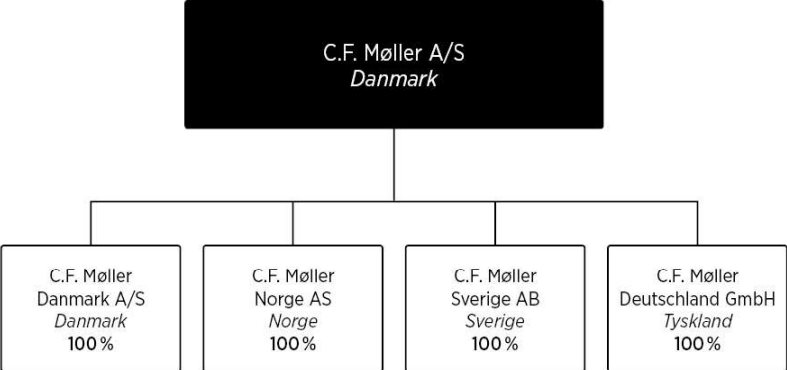 C.F. Møller A/S
Danmark
C.F. Møller
Danmark A/S
Danmark
100 %
C.F. Møller
Norge AS
Norge
100 %
C.F. Møller
Sverige AB
Sverige
100 %
C.F. Møller
Deutschland GmbH
Tyskland
100 %